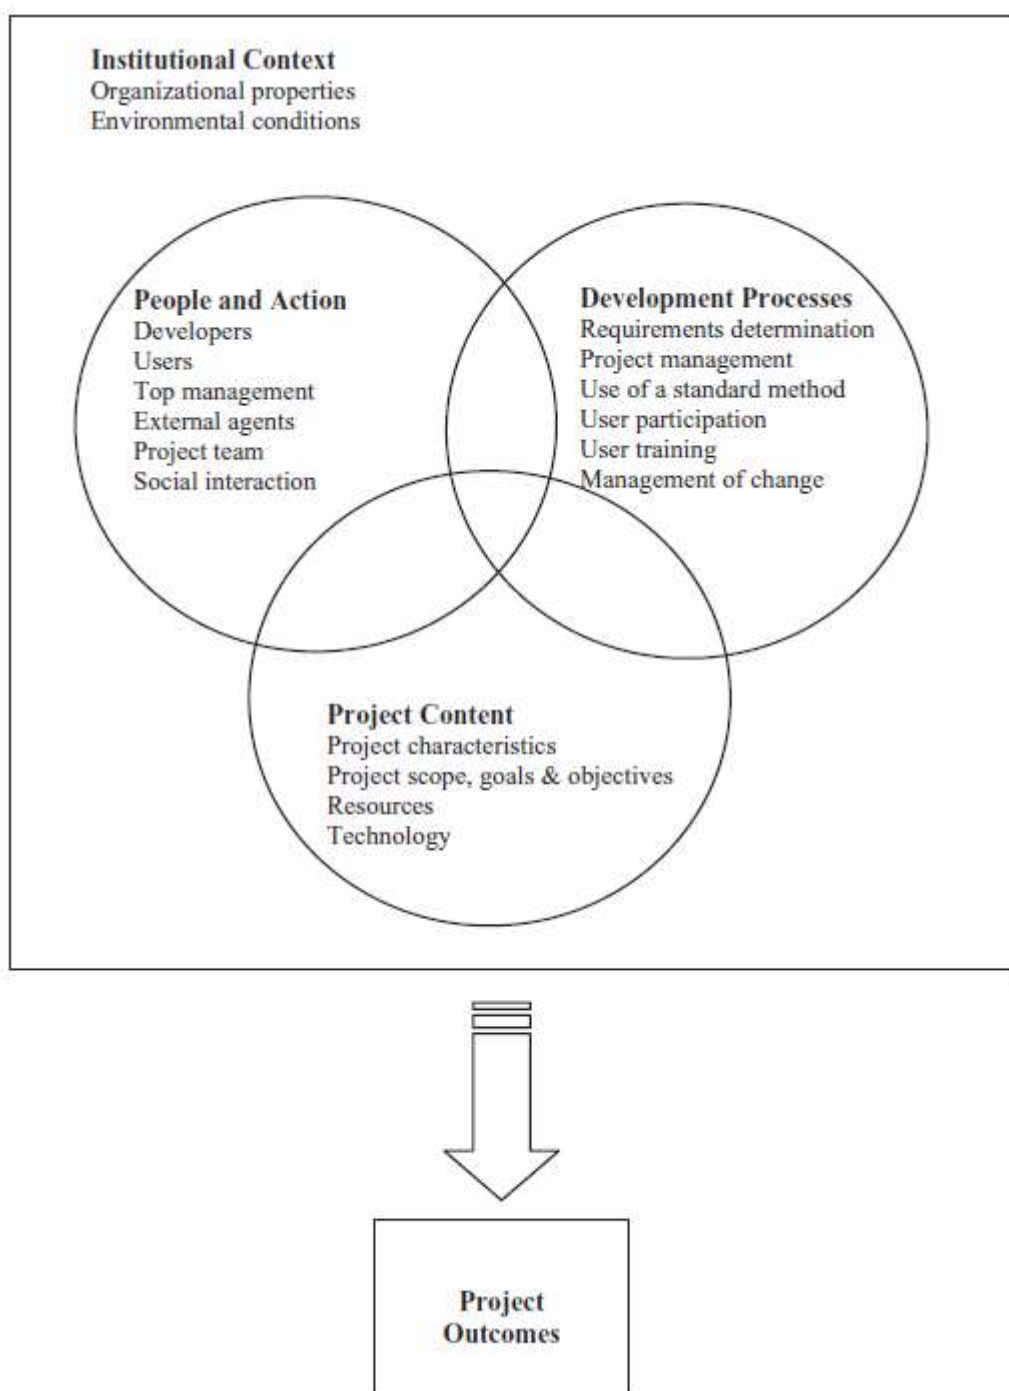 Institutional Context
Organizational properties
Environmental conditions
People and Action
Developers
Users
Top management
External agents
Project team
Social interaction
Development Processes
Requirements determination
Project management
Use of a standard method
User participation
User training
Management of change
Project Content
Project characteristics
Project scope, goals & objectives
Resources
Technology
Project
Outcomes